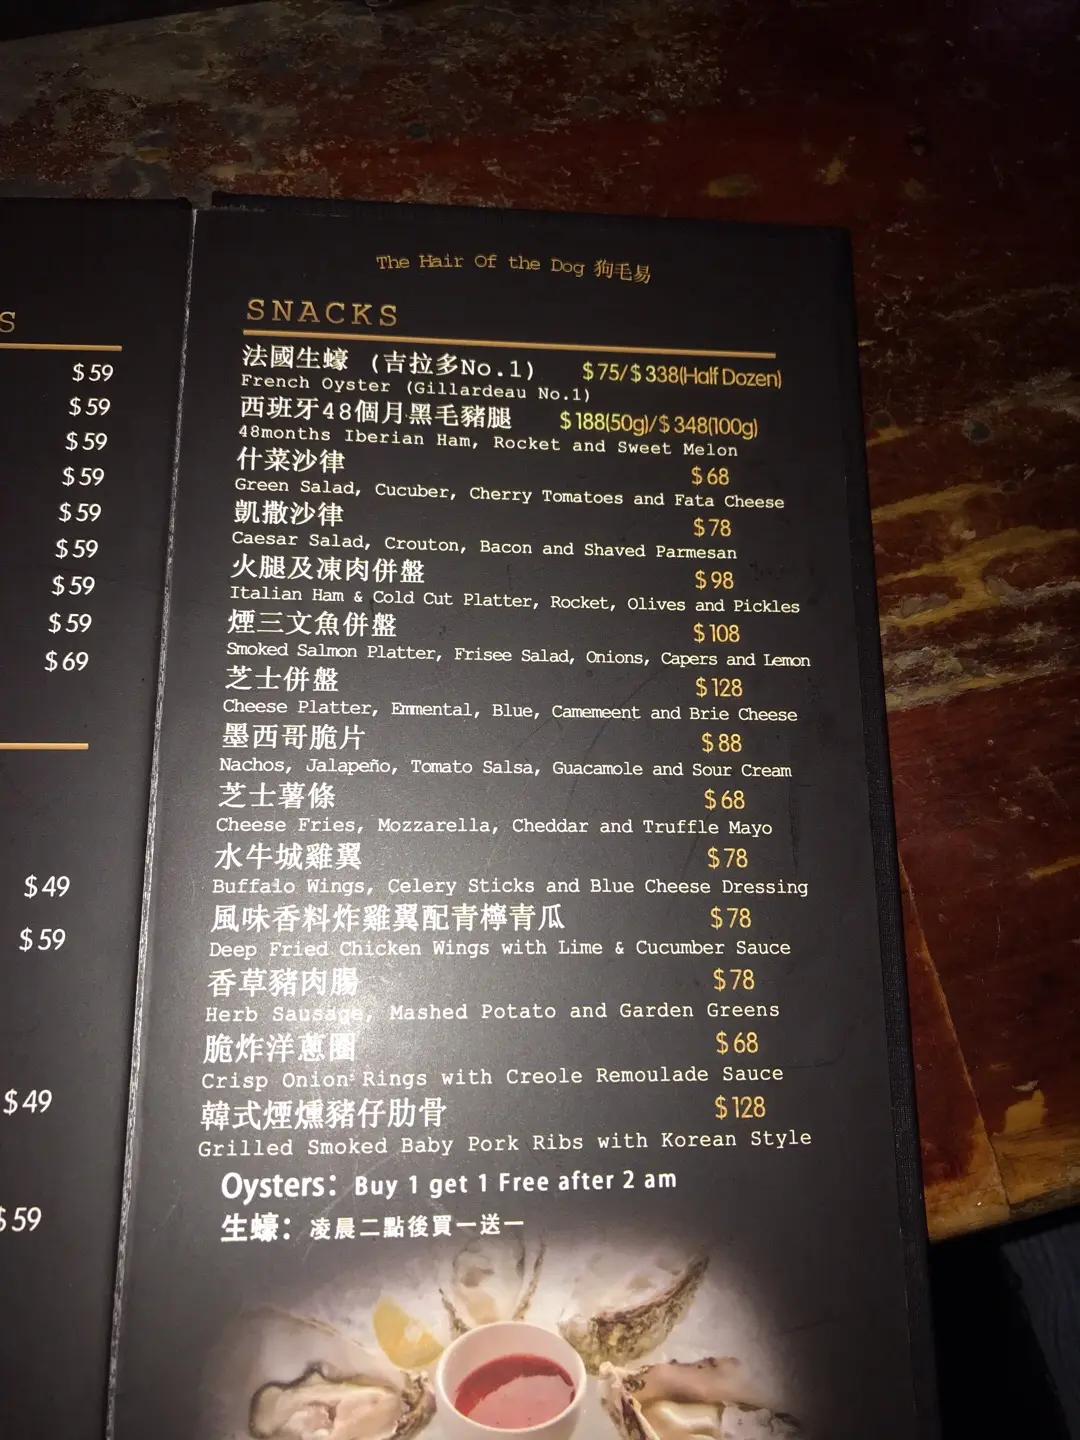 S
$59
$59
$59
$59
$59
$59
$59
$59
$69
$49
$59
$49
$59
The Hair Of the Dog 狗毛易
SNACKS
法國生蠔 (吉拉多No.1) $75/$338(Half Dozen)
French Oyster (Gillardeau No.1)
西班牙48個月黑毛豬腿 $188(50g)/$348(100g)
48months Iberian Ham, Rocket and Sweet Melon
什菜沙律 $68
Green Salad, Cucuber, Cherry Tomatoes and Fata Cheese
凱撒沙律 $78
Caesar Salad, Crouton, Bacon and Shaved Parmesan
火腿及凍肉併盤 $98
Italian Ham & Cold Cut Platter, Rocket, Olives and Pickles
煙三文魚併盤 $108
Smoked Salmon Platter, Frisee Salad, Onions, Capers and Lemon
芝士併盤 $128
Cheese Platter, Emmental, Blue, Camemeent and Brie Cheese
墨西哥脆片 $88
Nachos, Jalapeño, Tomato Salsa, Guacamole and Sour Cream
芝士薯條 $68
Cheese Fries, Mozzarella, Cheddar and Truffle Mayo
水牛城雞翼 $78
Buffalo Wings, Celery Sticks and Blue Cheese Dressing
風味香料炸雞翼配青檸青瓜 $78
Deep Fried Chicken Wings with Lime & Cucumber Sauce
香草豬肉腸 $78
Herb Sausage, Mashed Potato and Garden Greens
脆炸洋蔥圈 $68
Crisp Onion Rings with Creole Remoulade Sauce
韓式煙燻豬仔肋骨 $128
Grilled Smoked Baby Pork Ribs with Korean Style
Oysters: Buy 1 get 1 Free after 2 am
生蠔: 凌晨二點後買一送一